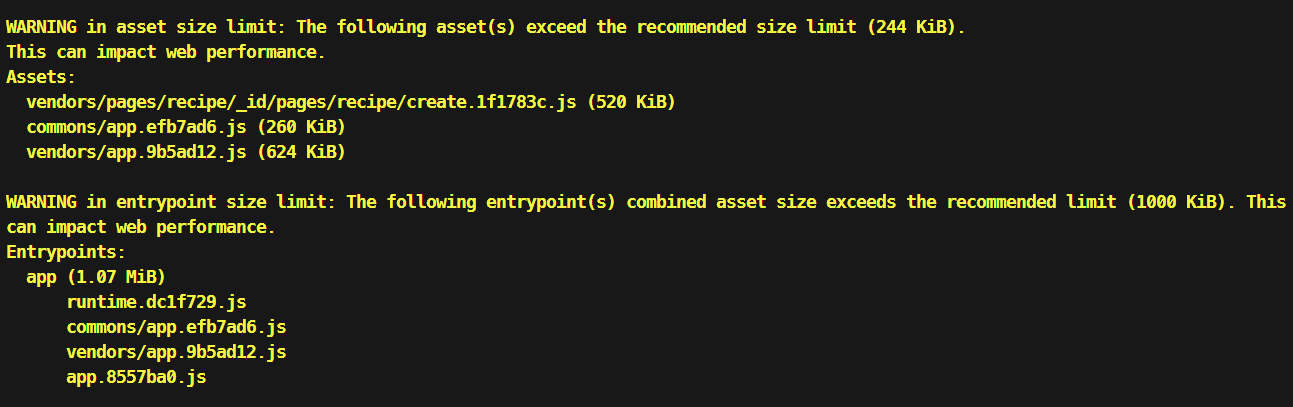 WARNING in asset size limit: The following asset(s) exceed the recommended size limit (244 KiB).
This can impact web performance.
Assets:
vendors/pages/recipe/_id/pages/recipe/create.1f1783c.js (520 KiB)
commons/app.efb7ad6.js (260 KiB)
vendors/app.9b5ad12.js (624 KiB)
WARNING in entrypoint size limit: The following entrypoint(s) combined asset size exceeds the recommended limit (1000 KiB). This
can impact web performance.
Entrypoints:
app (1.07 MiB)
runtime.dc1f729.js
commons/app.efb7ad6.js
vendors/app.9b5ad12.js
app.8557ba0.js